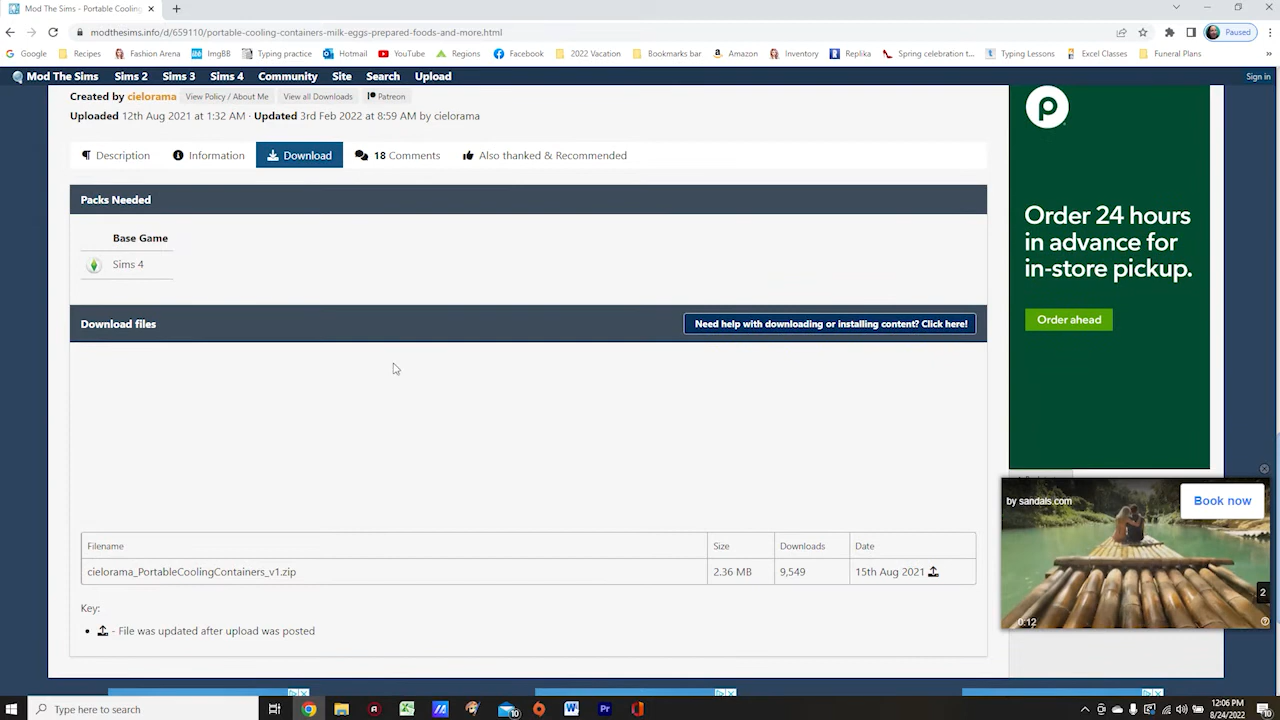 Mod The Sims - Portable Cooling
Paused
modthesims.info/d/659110/portable-cooling-containers-milk-eggs-prepared-foods-and-more.html
Google
Recipes
Fashion Arena
ImgBB
Typing practice
Hotmail
YouTube
Regions
Facebook
2022 Vacation
Bookmarks bar
Amazon
Inventory
Replika
Spring celebration t...
Typing Lessons
Excel Classes
Funeral Plans
Mod The Sims
Sims 2
Sims 3
Sims 4
Community
Site
Search
Upload
Sign in
Created by cielorama View Policy / About Me View all Downloads Patreon
Uploaded 12th Aug 2021 at 1:32 AM · Updated 3rd Feb 2022 at 8:59 AM by cielorama
Description
Information
Download
18 Comments
Also thanked & Recommended
Packs Needed
Base Game
Sims 4
Download files
Need help with downloading or installing content? Click here!
Filename Size Downloads Date
cielorama_PortableCoolingContainers_v1.zip 2.36 MB 9,549 15th Aug 2021
Key:
- File was updated after upload was posted
P
Order 24 hours
in advance for
in-store pickup.
Order ahead
by sandals.com
Book now
2
0:12
Type here to search
10
12:06 PM
8/24/2022
10